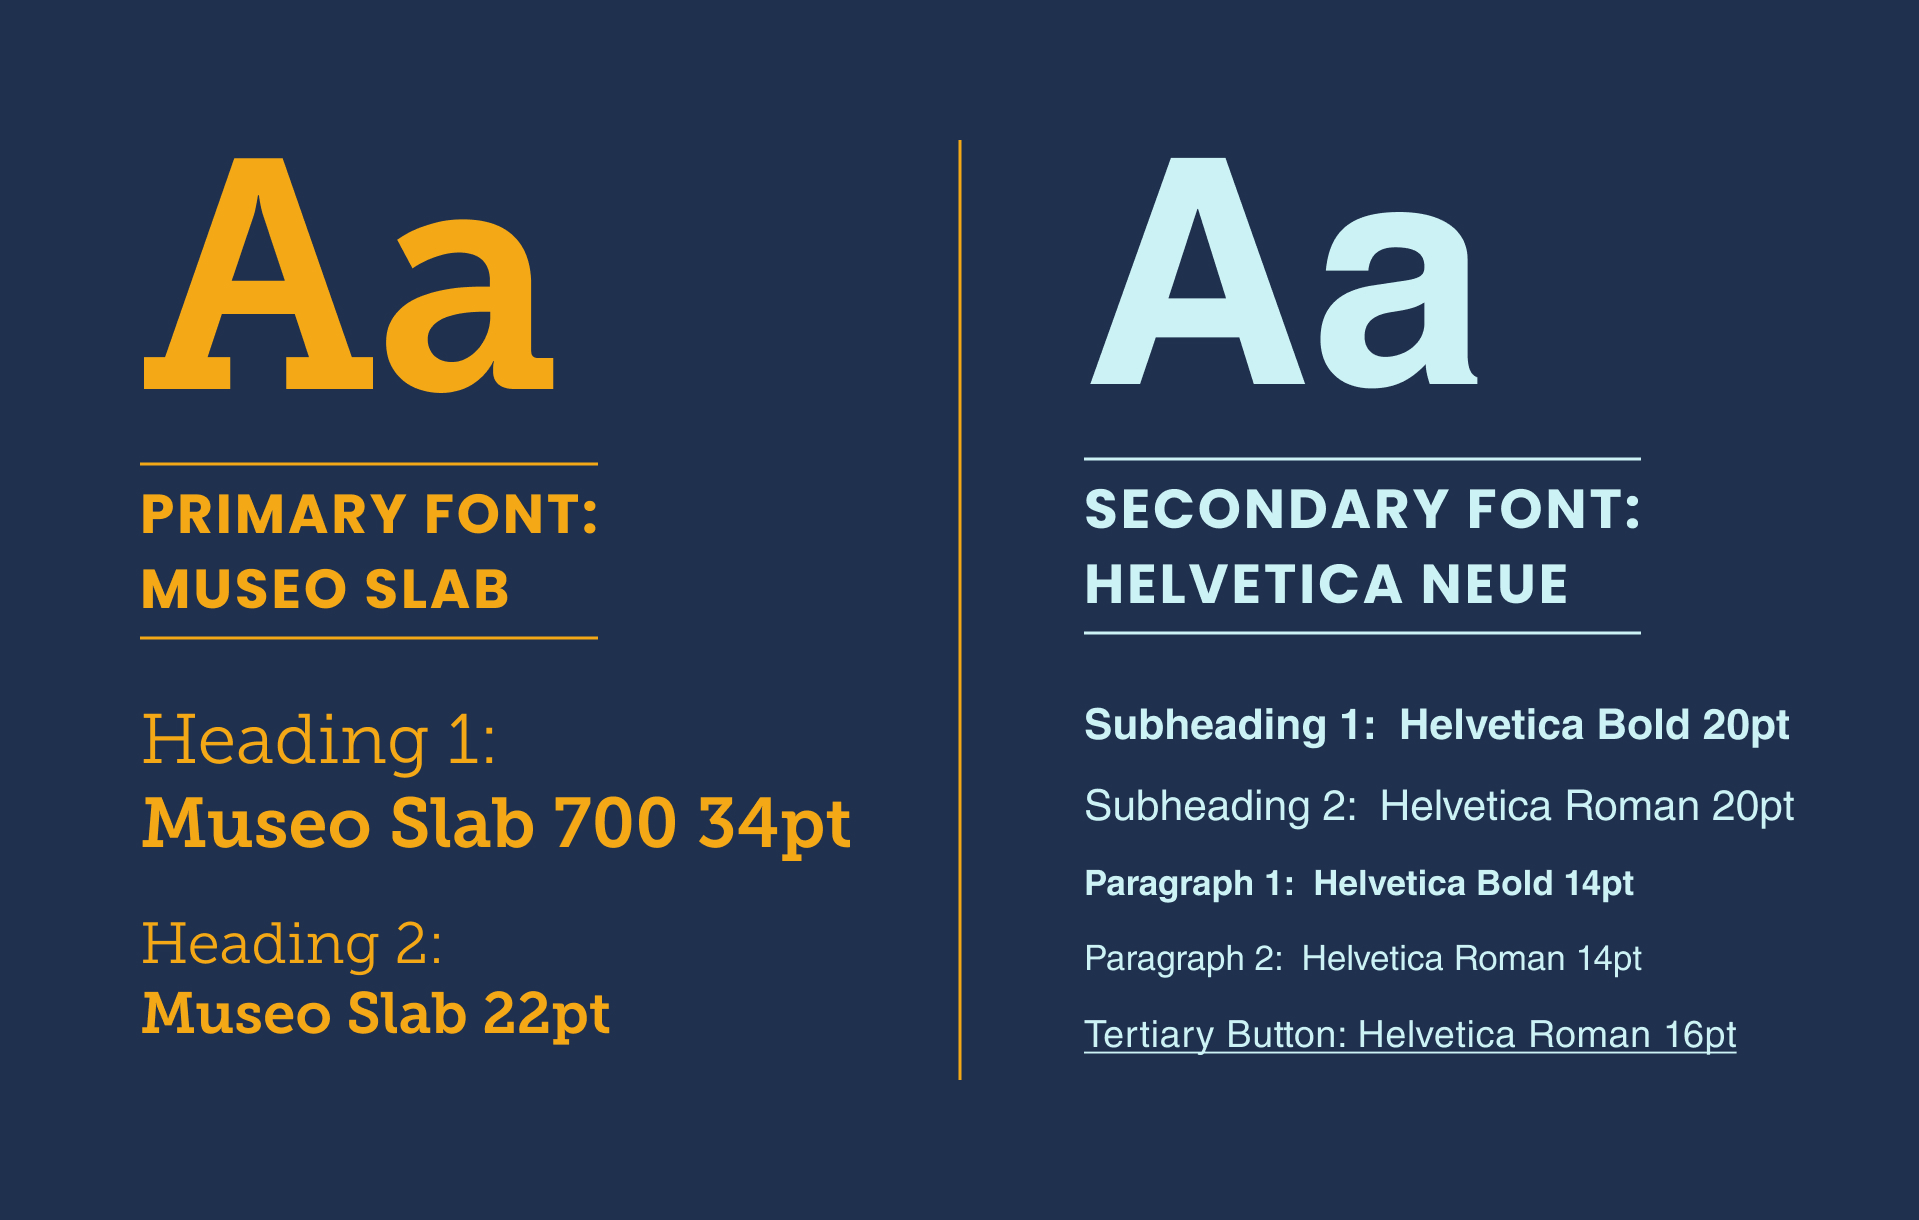 Aa
PRIMARY FONT:
MUSEO SLAB
Heading 1:
Museo Slab 700 34pt
Heading 2:
Museo Slab 22pt
Aa
SECONDARY FONT:
HELVETICA NEUE
Subheading 1:  Helvetica Bold 20pt
Subheading 2:  Helvetica Roman 20pt
Paragraph 1:  Helvetica Bold 14pt
Paragraph 2:  Helvetica Roman 14pt
Tertiary Button: Helvetica Roman 16pt